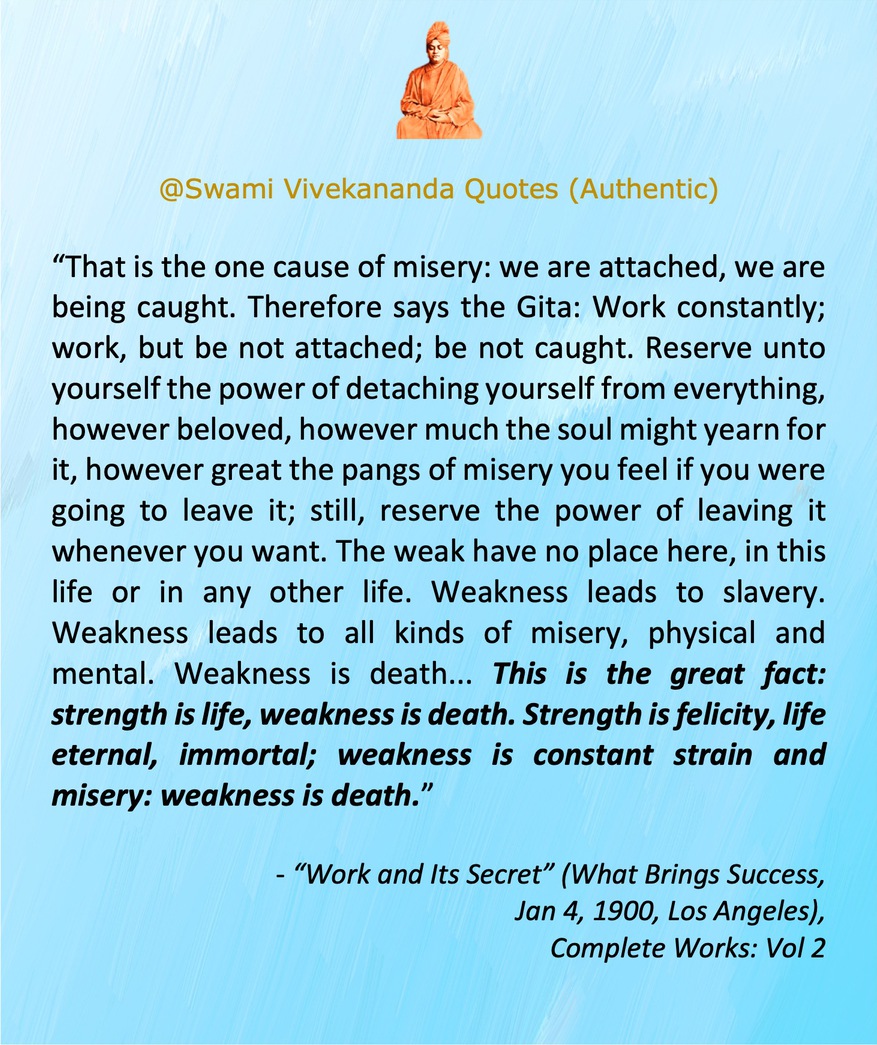 @Swami Vivekananda Quotes (Authentic)
“That is the one cause of misery: we are attached, we are
being caught. Therefore says the Gita: Work constantly;
work, but be not attached; be not caught. Reserve unto
yourself the power of detaching yourself from everything,
however beloved, however much the soul might yearn for
it, however great the pangs of misery you feel if you were
going to leave it; still, reserve the power of leaving it
whenever you want. The weak have no place here, in this
life or in any other life. Weakness leads to slavery.
Weakness leads to all kinds of misery, physical and
mental. Weakness is death... This is the great fact:
strength is life, weakness is death. Strength is felicity, life
eternal, immortal; weakness is constant strain and
misery: weakness is death.”
- “Work and Its Secret” (What Brings Success,
Jan 4, 1900, Los Angeles),
Complete Works: Vol 2